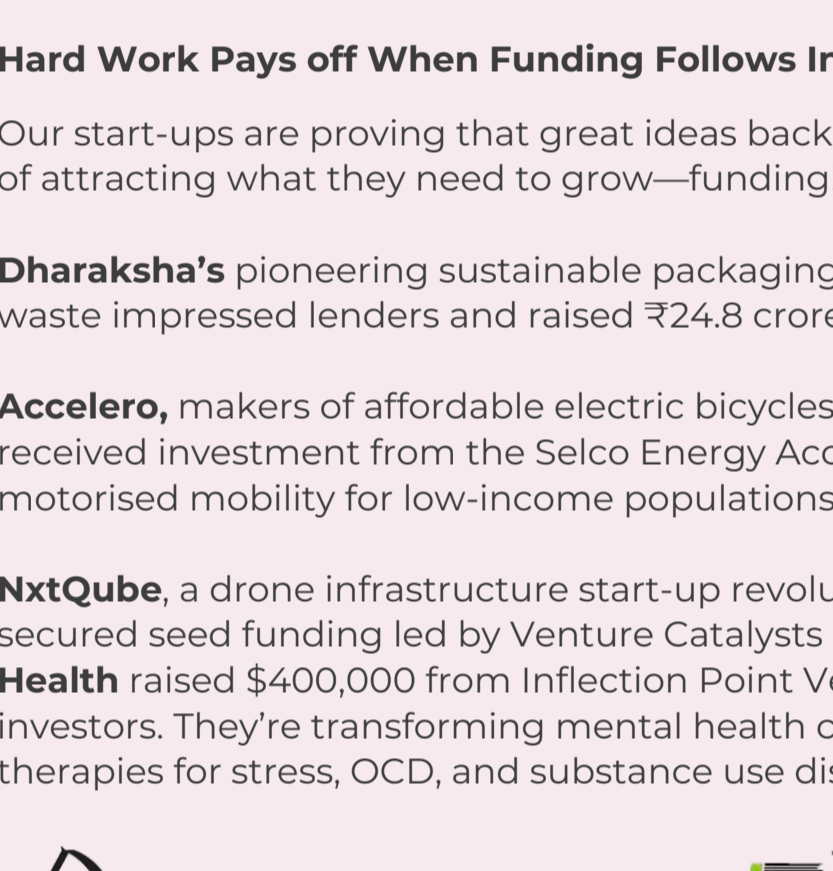 Hard Work Pays off When Funding Follows
Our start-ups are proving that great ideas back
of attracting what they need to grow—funding
Dharaksha's pioneering sustainable packaging
waste impressed lenders and raised ₹24.8 crore
Accelero, makers of affordable electric bicycles
received investment from the Selco Energy
motorised mobility for low-income populations
NxtQube, a drone infrastructure start-up
secured seed funding led by Venture Catalysts
Health raised $400,000 from Inflection Point
investors. They're transforming mental health
therapies for stress, OCD, and substance use